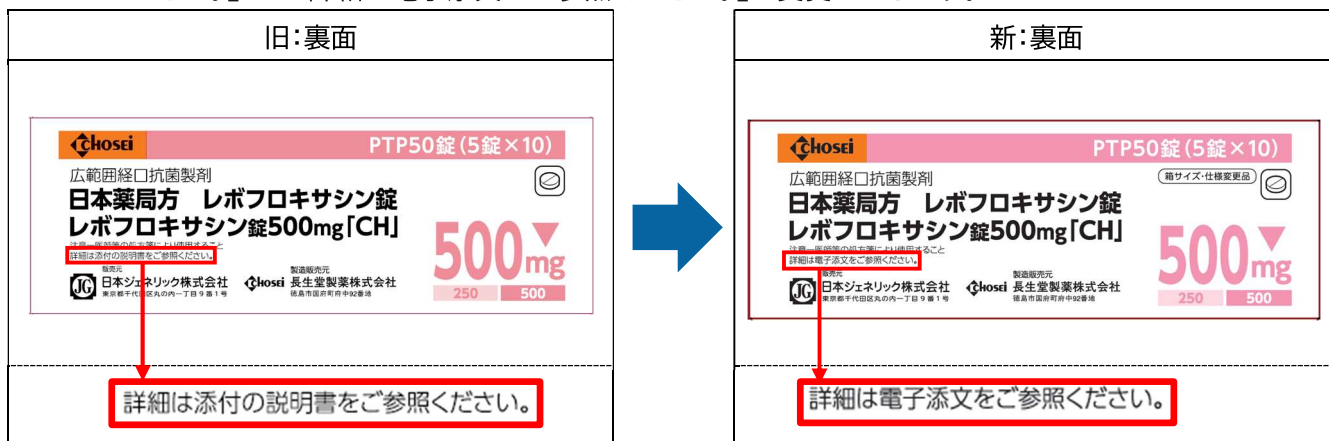 旧：裏面
chosei
PTP50錠(5錠×10)
広範囲経口抗菌製剤
日本薬局方 レボフロキサシン錠
レボフロキサシン錠500mg「CH」
注意－医師等の処方箋により使用すること
詳細は添付の説明書をご参照ください。
500mg
250 500
販売元
JG 日本ジェネリック株式会社
東京都千代田区丸の内一丁目9番1号
製造販売元
chosei 長生堂製薬株式会社
徳島市国府町府中92番地
詳細は添付の説明書をご参照ください。
新：裏面
chosei
PTP50錠(5錠×10)
箱サイズ・仕様変更品
広範囲経口抗菌製剤
日本薬局方 レボフロキサシン錠
レボフロキサシン錠500mg「CH」
注意－医師等の処方箋により使用すること
詳細は電子添文をご参照ください。
500mg
250 500
販売元
JG 日本ジェネリック株式会社
東京都千代田区丸の内一丁目9番1号
製造販売元
chosei 長生堂製薬株式会社
徳島市国府町府中92番地
詳細は電子添文をご参照ください。